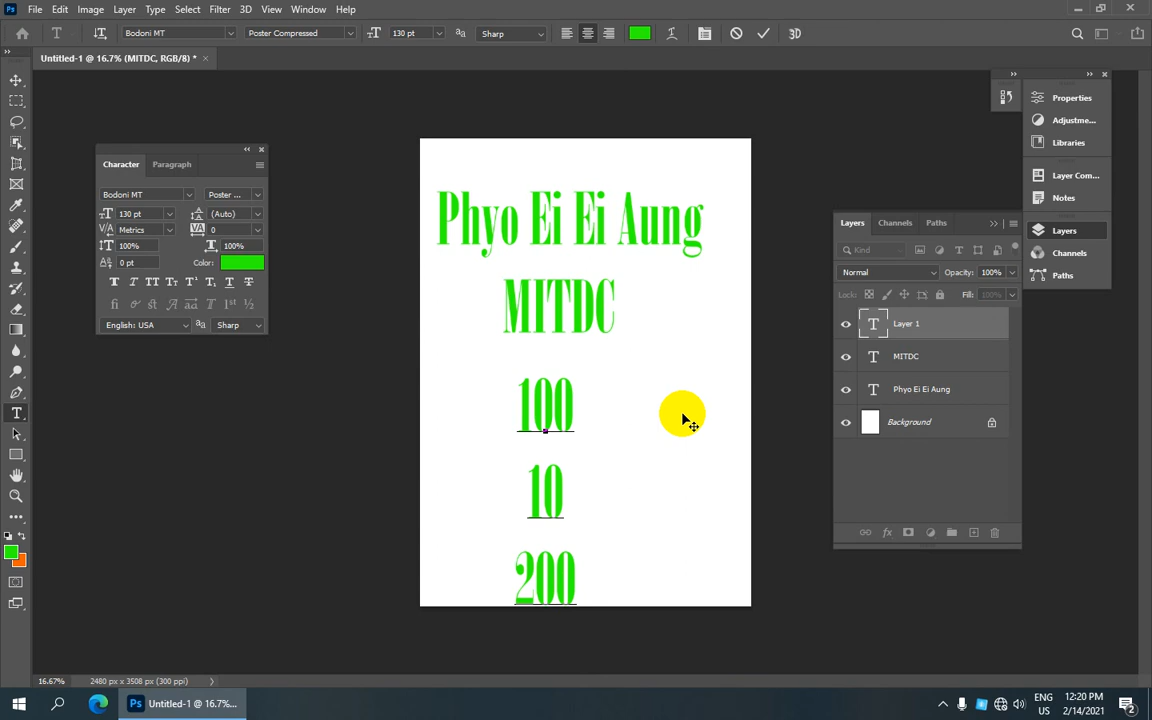 Ps File Edit Image Layer Type Select Filter 3D View Window Help
T Bodoni MT Poster Compressed 130 pt Sharp 3D
Untitled-1 @ 16.7% (MITDC, RGB/8) * ×
Character Paragraph
Bodoni MT Poster ...
130 pt (Auto)
Metrics 0
100% 100%
0 pt Color:
English: USA Sharp
Phyo Ei Ei Aung
MITDC
100
10
200
Properties
Adjustme...
Libraries
Layer Com...
Notes
Layers
Channels
Paths
Layers Channels Paths
Kind
Normal Opacity: 100%
Lock: Fill: 100%
Layer 1
MITDC
Phyo Ei Ei Aung
Background
16.67% 2480 px x 3508 px (300 ppi)
Ps Untitled-1 @ 16.7%...
ENG
US
12:20 PM
2/14/2021
2